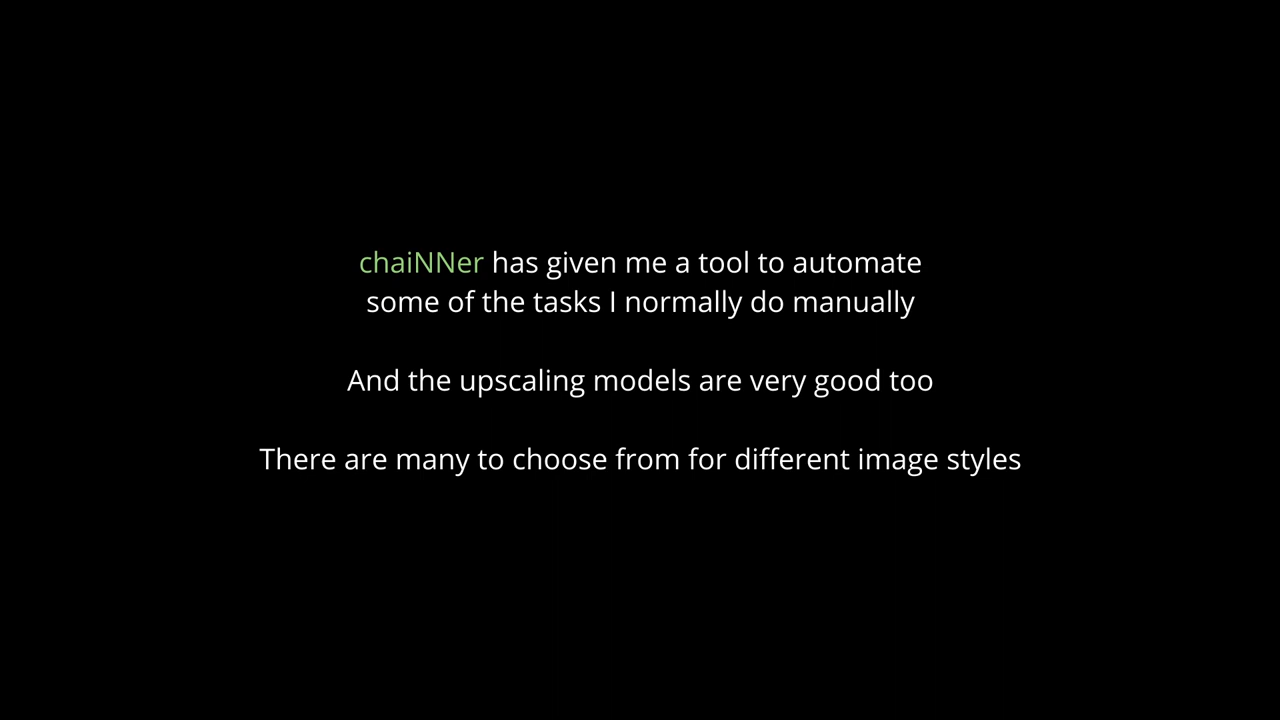 chaiNNer has given me a tool to automate
some of the tasks I normally do manually
And the upscaling models are very good too
There are many to choose from for different image styles